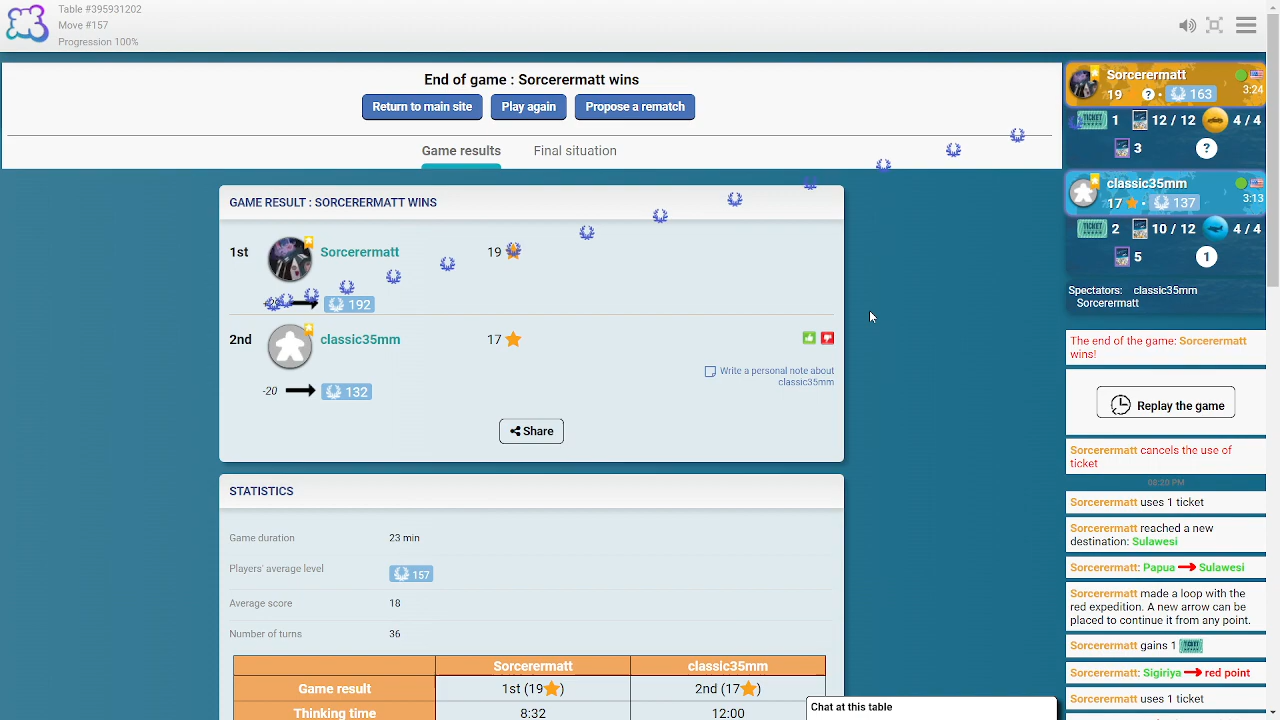 Table #395931202
Move #157
Progression 100%
End of game : Sorcerermatt wins
Return to main site
Play again
Propose a rematch
Game results
Final situation
GAME RESULT : SORCERERMATT WINS
1st
Sorcerermatt
19
192
2nd
classic35mm
17
Write a personal note about
classic35mm
-20
132
Share
STATISTICS
Game duration
23 min
Players' average level
157
Average score
18
Number of turns
36
Sorcerermatt
classic35mm
Game result
1st (19)
2nd (17)
Thinking time
8:32
12:00
Sorcerermatt
19
?
163
3:24
TICKET
1
12 / 12
4 / 4
3
?
classic35mm
17
137
3:13
TICKET
2
10 / 12
4 / 4
5
1
Spectators: classic35mm
Sorcerermatt
The end of the game: Sorcerermatt
wins!
Replay the game
Sorcerermatt cancels the use of
ticket
08:20 PM
Sorcerermatt uses 1 ticket
Sorcerermatt reached a new
destination: Sulawesi
Sorcerermatt: Papua Sulawesi
Sorcerermatt made a loop with the
red expedition. A new arrow can be
placed to continue it from any point.
Sorcerermatt gains 1 TICKET
Sorcerermatt: Sigiriya red point
Sorcerermatt uses 1 ticket
Chat at this table